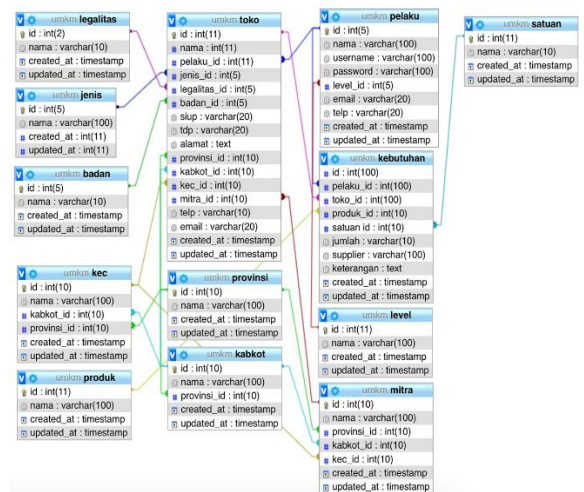 umkm legalitas
id : int(2)
nama : varchar(10)
created_at : timestamp
updated_at : timestamp
umkm jenis
id : int(5)
nama : varchar(100)
created_at : int(11)
updated_at : int(11)
umkm badan
id : int(5)
nama : varchar(10)
created_at : timestamp
updated_at : timestamp
umkm kec
id : int(10)
nama : varchar(100)
kabkot_id : int(10)
provinsi_id : int(10)
created_at : timestamp
updated_at : timestamp
umkm produk
id : int(11)
nama : varchar(100)
created_at : timestamp
updated_at : timestamp
umkm toko
id : int(11)
nama : int(11)
pelaku_id : int(11)
jenis_id : int(5)
legalitas_id : int(5)
badan_id : int(5)
siup : varchar(20)
tdp : varchar(20)
alamat : text
provinsi_id : int(10)
kabkot_id : int(10)
kec_id : int(10)
mitra_id : int(10)
telp : varchar(10)
email : varchar(20)
created_at : timestamp
updated_at : timestamp
umkm provinsi
id : int(10)
nama : varchar(100)
created_at : timestamp
updated_at : timestamp
umkm kabkot
id : int(10)
nama : varchar(100)
provinsi_id : int(10)
created_at : timestamp
updated_at : timestamp
umkm pelaku
id : int(5)
nama : varchar(100)
username : varchar(100)
password : varchar(100)
level_id : int(5)
email : varchar(20)
telp : varchar(20)
created_at : timestamp
updated_at : timestamp
umkm kebutuhan
id : int(100)
pelaku_id : int(100)
toko_id : int(100)
produk_id : int(10)
satuan id : int(10)
jumlah : varchar(10)
supplier : varchar(100)
keterangan : text
created_at : timestamp
updated_at : timestamp
umkm level
id : int(11)
nama : varchar(100)
created_at : timestamp
updated_at : timestamp
umkm mitra
id : int(10)
nama : varchar(100)
provinsi_id : int(10)
kabkot_id : int(10)
kec_id : int(10)
created_at : timestamp
updated_at : timestamp
umkm satuan
id : int(11)
nama : varchar(10)
created_at : timestamp
updated_at : timestamp